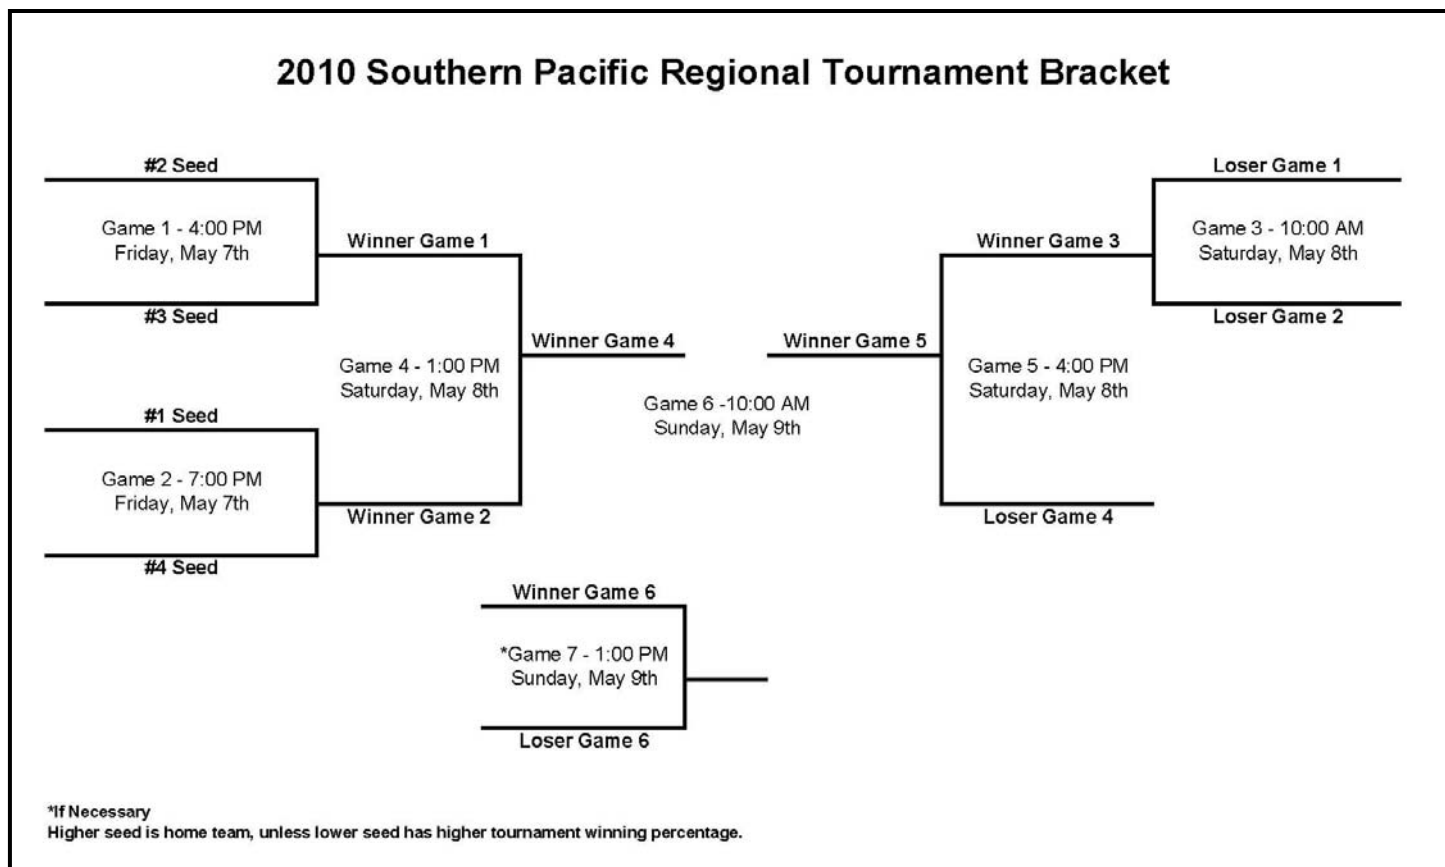 2010 Southern Pacific Regional Tournament Bracket
#2 Seed
Game 1 - 4:00 PM
Friday, May 7th
#3 Seed
Winner Game 1
Game 4 - 1:00 PM
Saturday, May 8th
Winner Game 2
#1 Seed
Game 2 - 7:00 PM
Friday, May 7th
#4 Seed
Winner Game 4
Game 6 -10:00 AM
Sunday, May 9th
Winner Game 5
Winner Game 3
Game 5 - 4:00 PM
Saturday, May 8th
Loser Game 4
Loser Game 1
Game 3 - 10:00 AM
Saturday, May 8th
Loser Game 2
Winner Game 6
*Game 7 - 1:00 PM
Sunday, May 9th
Loser Game 6
*If Necessary
Higher seed is home team, unless lower seed has higher tournament winning percentage.